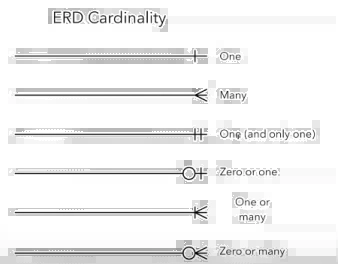 ERD Cardinality
One
Many
One (and only one)
Zero or one
One or
many
Zero or many